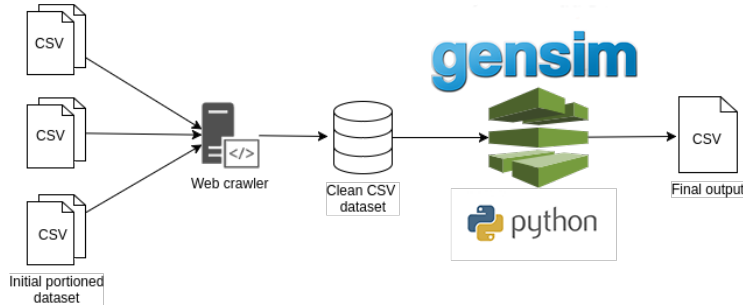 CSV
gensim
CSV
</>
CSV
Web crawler
Clean CSV
dataset
Final output
CSV
python
Initial portioned
dataset